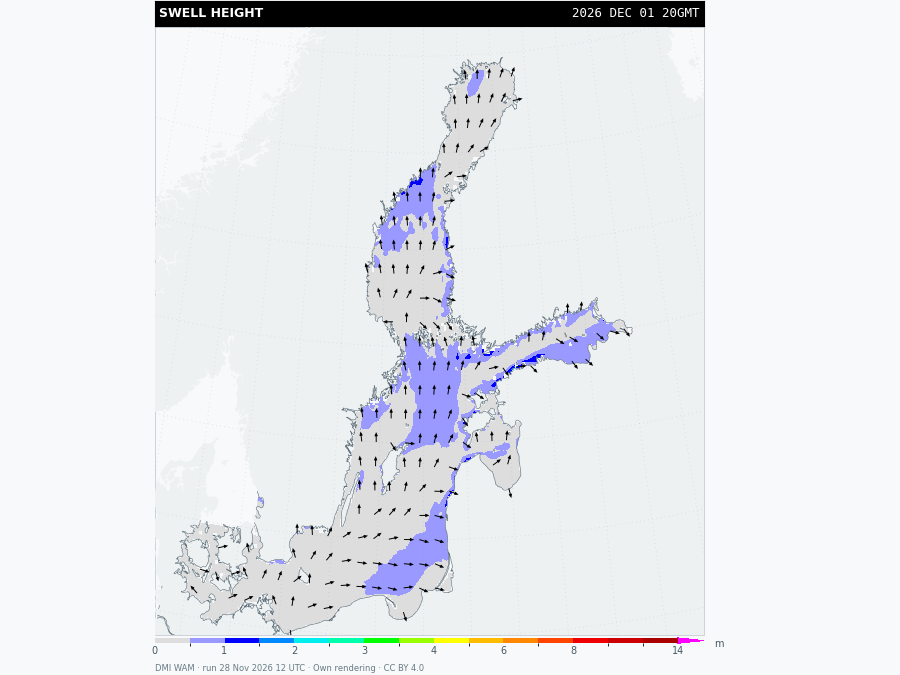 SWELL HEIGHT 2026 DEC 01 20GMT
0 1 2 3 4 6 8 14 m
DMI WAM · run 28 Nov 2026 12 UTC · Own rendering · CC BY 4.0